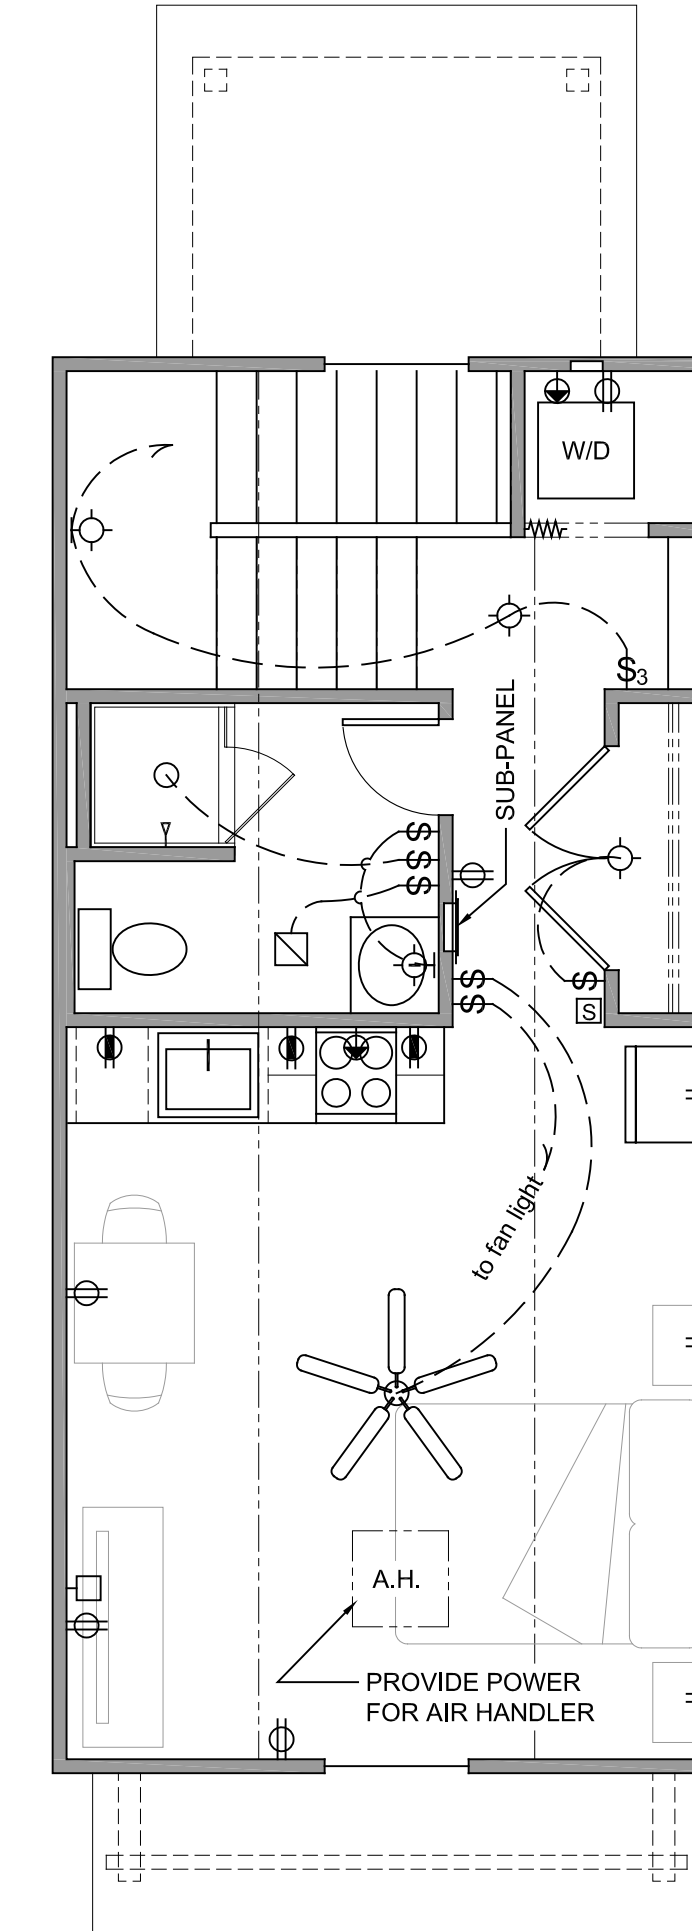 W/D
S3
SUB-PANEL
S
S
S
S
S
S
S
to fan light
A.H.
PROVIDE POWER
FOR AIR HANDLER